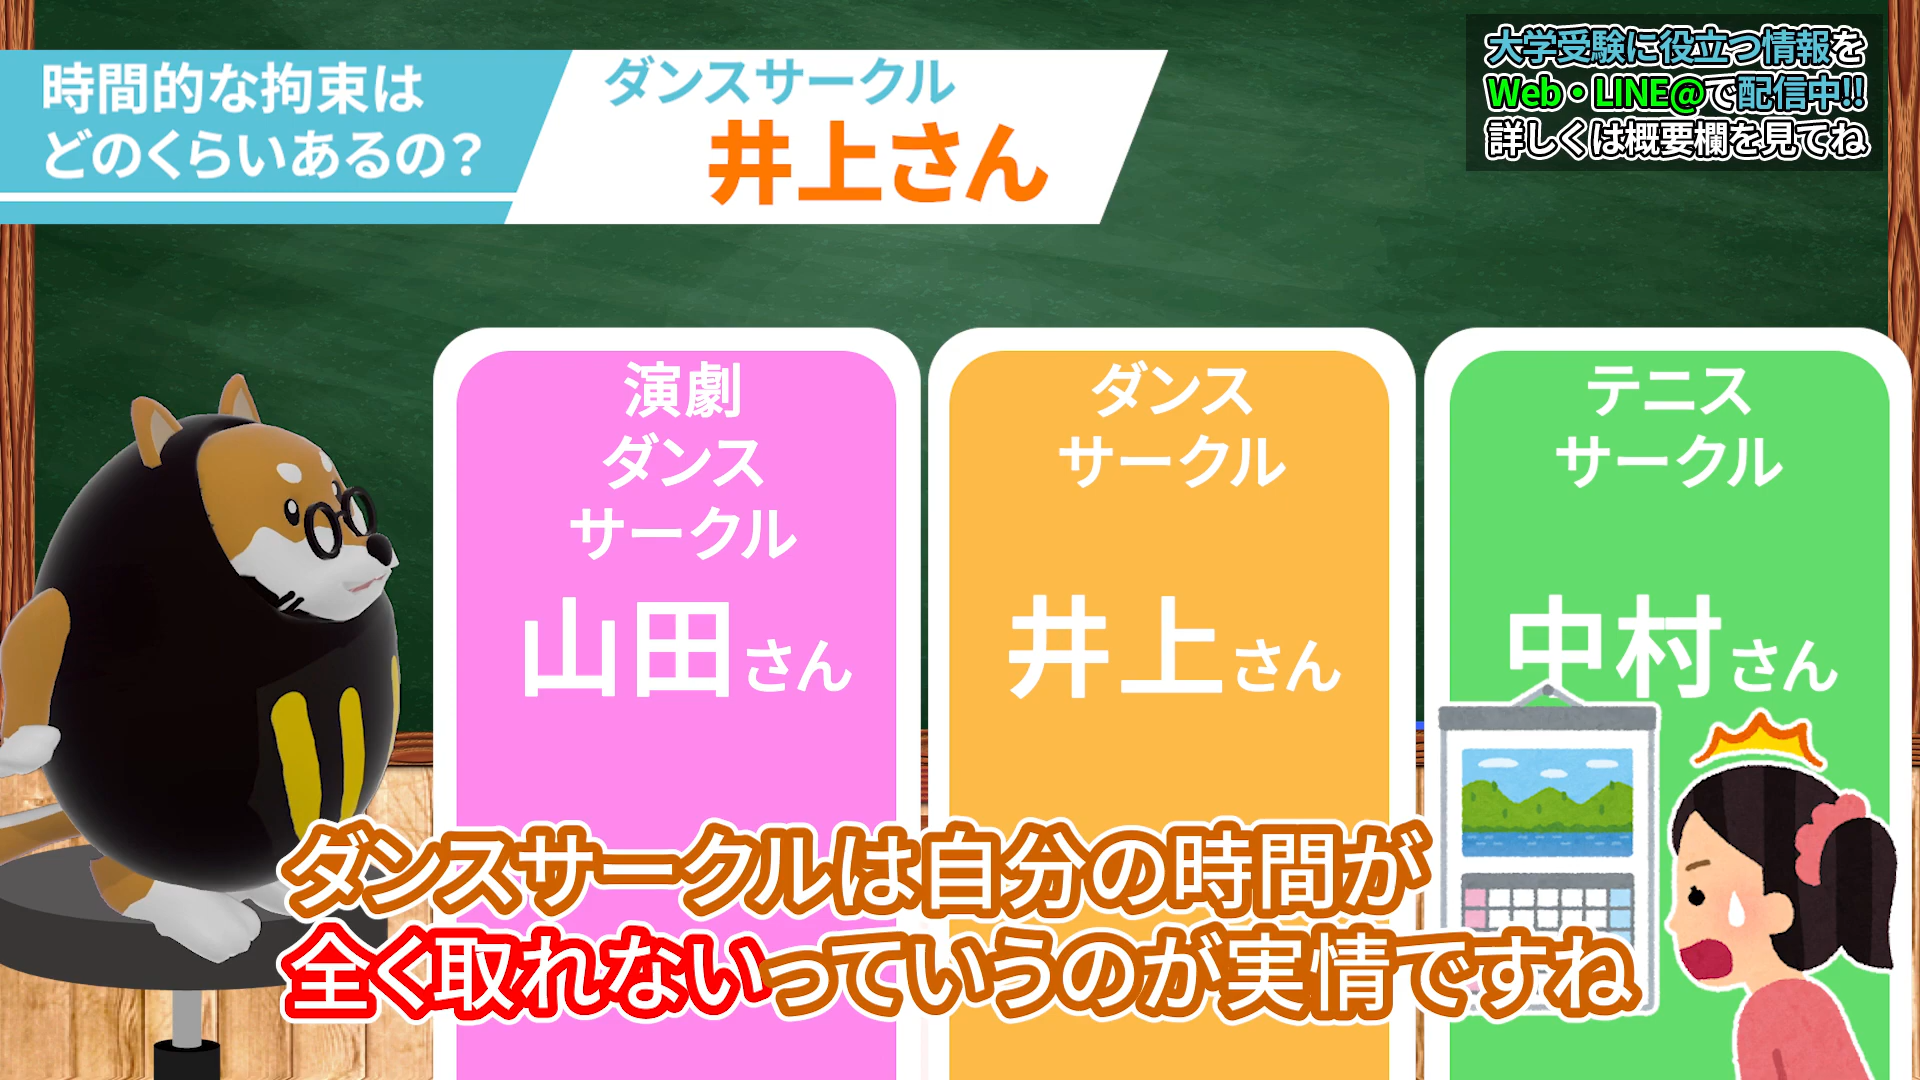 時間的な拘束は
どのくらいあるの？
ダンスサークル
井上さん
大学受験に役立つ情報を
Web・LINE@で配信中!!
詳しくは概要欄を見てね
演劇
ダンス
サークル
山田さん
ダンス
サークル
井上さん
テニス
サークル
中村さん
ダンスサークルは自分の時間が
全く取れないっていうのが実情ですね